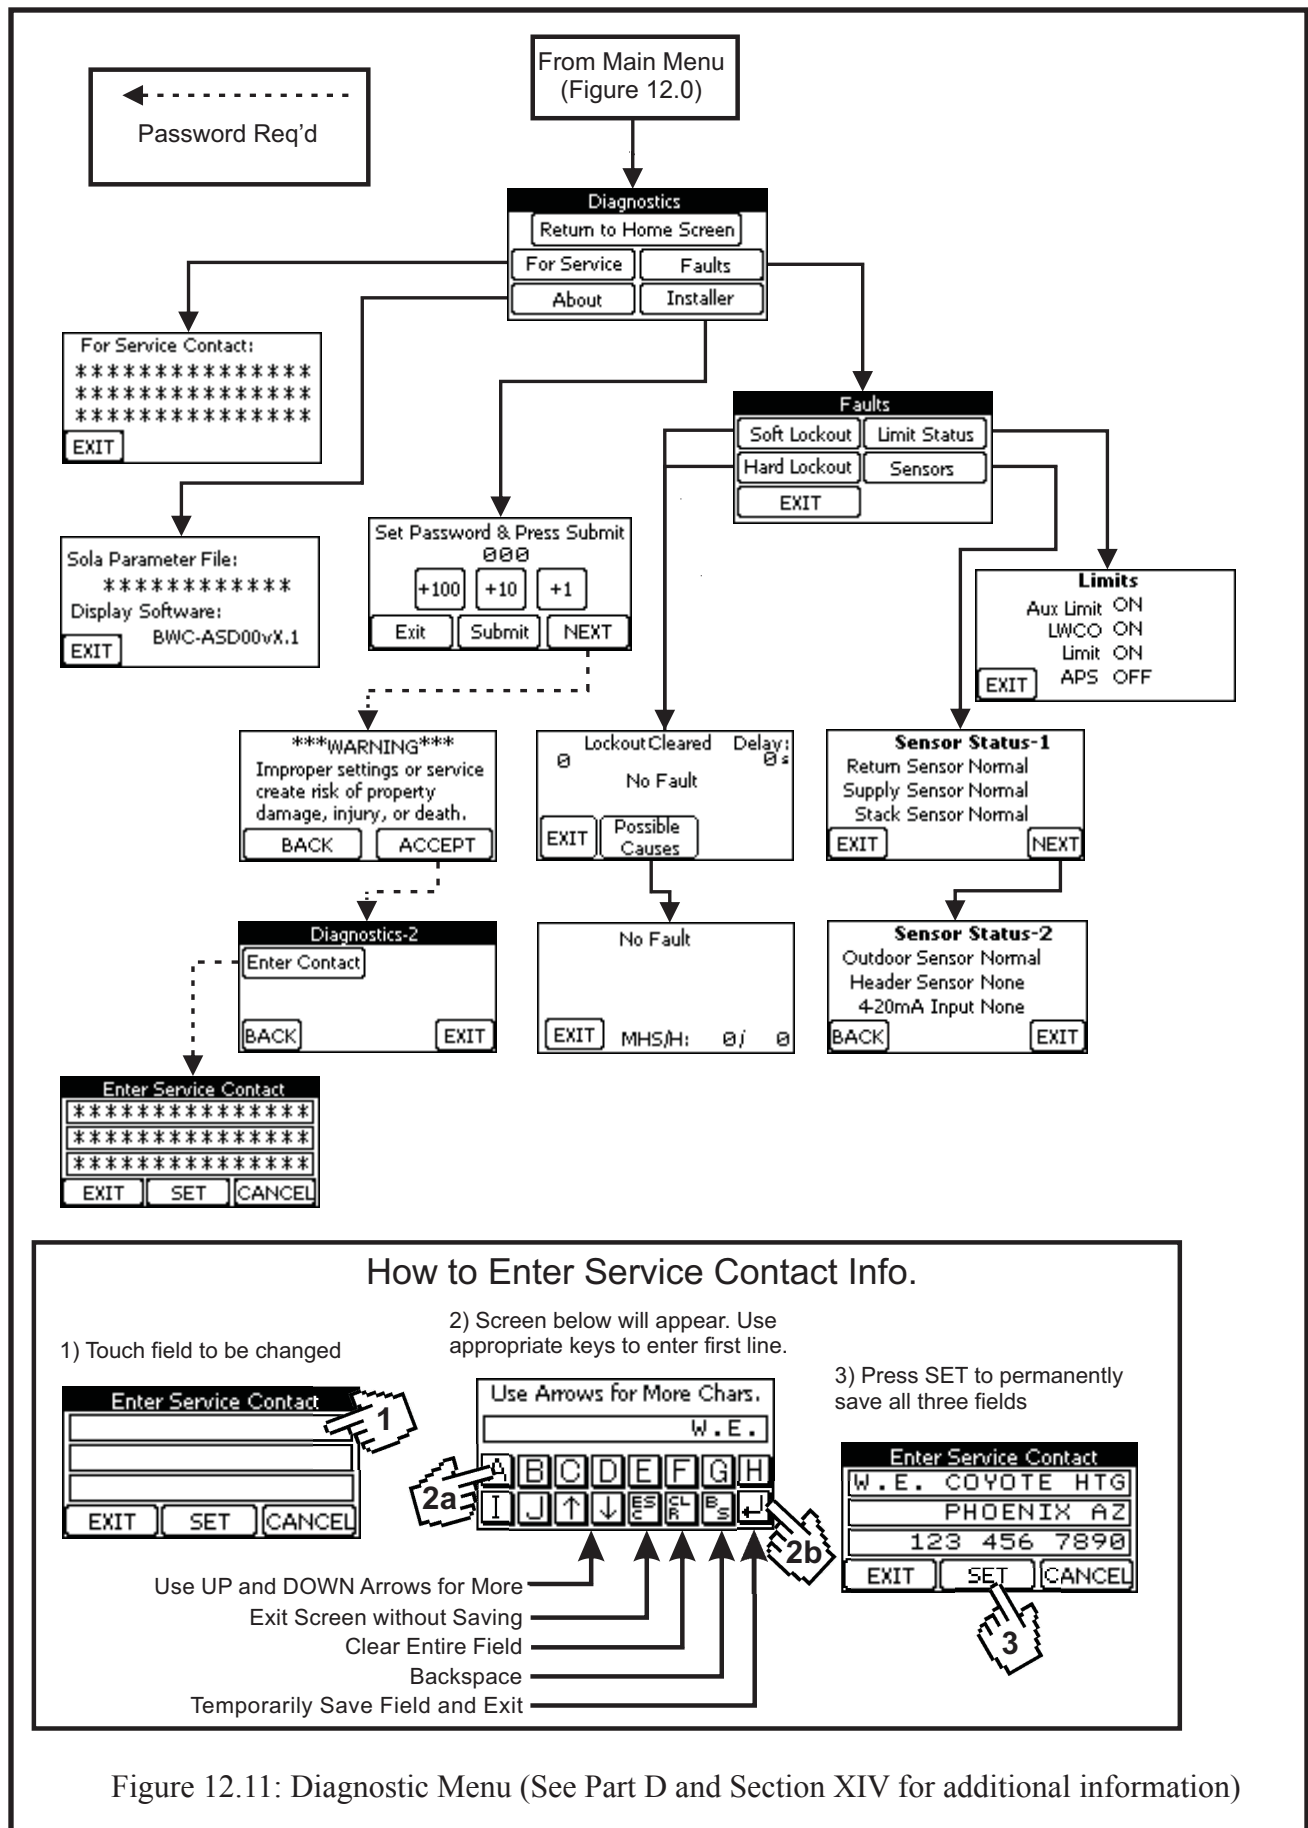 From Main Menu
(Figure 12.0)
Password Req’d
Diagnostics
Return to Home Screen
For Service
Faults
About
Installer
For Service Contact:
***************
***************
***************
EXIT
Faults
Soft Lockout
Limit Status
Hard Lockout
Sensors
EXIT
Sola Parameter File:
************
Display Software:
BWC-ASD00vX.1
EXIT
Set Password & Press Submit
000
+100
+10
+1
Exit
Submit
NEXT
Limits
Aux Limit ON
LWCO ON
Limit ON
APS OFF
EXIT
***WARNING***
Improper settings or service
create risk of property
damage, injury, or death.
BACK
ACCEPT
Lockout Cleared Delay:
0 0s
No Fault
EXIT
Possible
Causes
Sensor Status-1
Return Sensor Normal
Supply Sensor Normal
Stack Sensor Normal
EXIT
NEXT
Diagnostics-2
Enter Contact
BACK
EXIT
No Fault
EXIT
MHS/H: 0/ 0
Sensor Status-2
Outdoor Sensor Normal
Header Sensor None
4-20mA Input None
BACK
EXIT
Enter Service Contact
***************
***************
***************
EXIT
SET
CANCEL
How to Enter Service Contact Info.
1) Touch field to be changed
Enter Service Contact
1
EXIT
SET
CANCEL
2) Screen below will appear. Use
appropriate keys to enter first line.
Use Arrows for More Chars.
W.E.
A B C D E F G H
I J ↑ ↓ ESC CLR BS ↵
2a
2b
Use UP and DOWN Arrows for More
Exit Screen without Saving
Clear Entire Field
Backspace
Temporarily Save Field and Exit
3) Press SET to permanently
save all three fields
Enter Service Contact
W.E. COYOTE HTG
PHOENIX AZ
123 456 7890
EXIT
SET
CANCEL
3
Figure 12.11: Diagnostic Menu (See Part D and Section XIV for additional information)